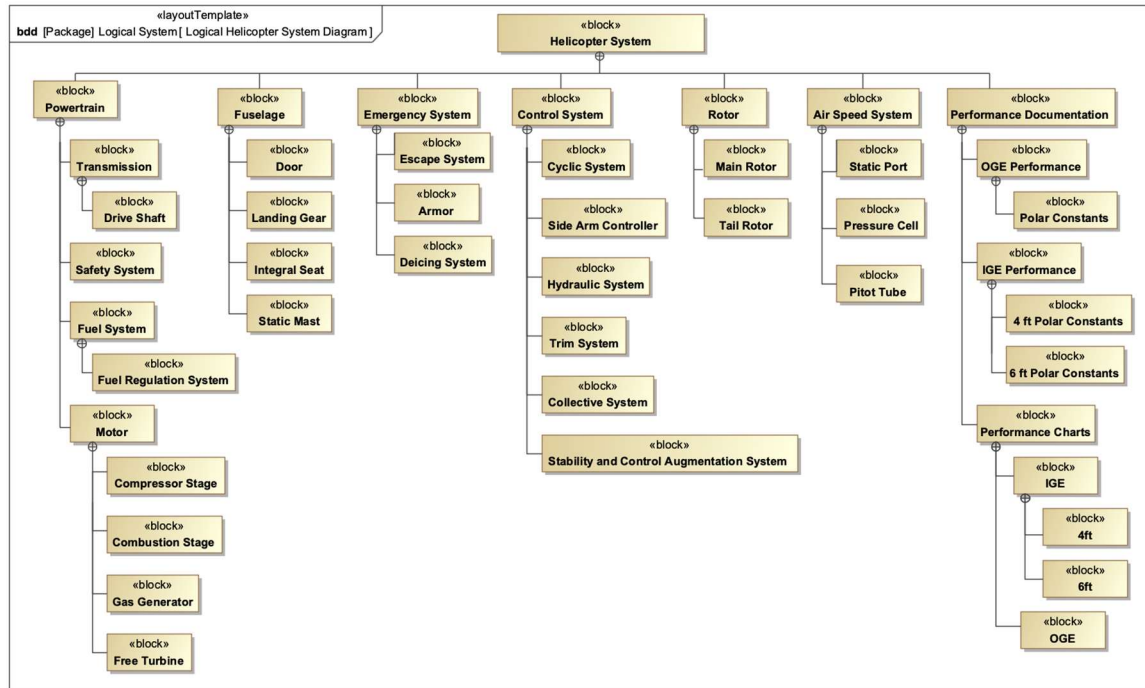 «layoutTemplate»
bdd [Package] Logical System[ Logical Helicopter System Diagram ]
«block»
Helicopter System
«block»
Powertrain
«block»
Transmission
«block»
Drive Shaft
«block»
Safety System
«block»
Fuel System
«block»
Fuel Regulation System
«block»
Motor
«block»
Compressor Stage
«block»
Combustion Stage
«block»
Gas Generator
«block»
Free Turbine
«block»
Fuselage
«block»
Door
«block»
Landing Gear
«block»
Integral Seat
«block»
Static Mast
«block»
Emergency System
«block»
Escape System
«block»
Armor
«block»
Deicing System
«block»
Control System
«block»
Cyclic System
«block»
Side Arm Controller
«block»
Hydraulic System
«block»
Trim System
«block»
Collective System
«block»
Stability and Control Augmentation System
«block»
Rotor
«block»
Main Rotor
«block»
Tail Rotor
«block»
Air Speed System
«block»
Static Port
«block»
Pressure Cell
«block»
Pitot Tube
«block»
Performance Documentation
«block»
OGE Performance
«block»
Polar Constants
«block»
IGE Performance
«block»
4 ft Polar Constants
«block»
6 ft Polar Constants
«block»
Performance Charts
«block»
IGE
«block»
4ft
«block»
6ft
«block»
OGE